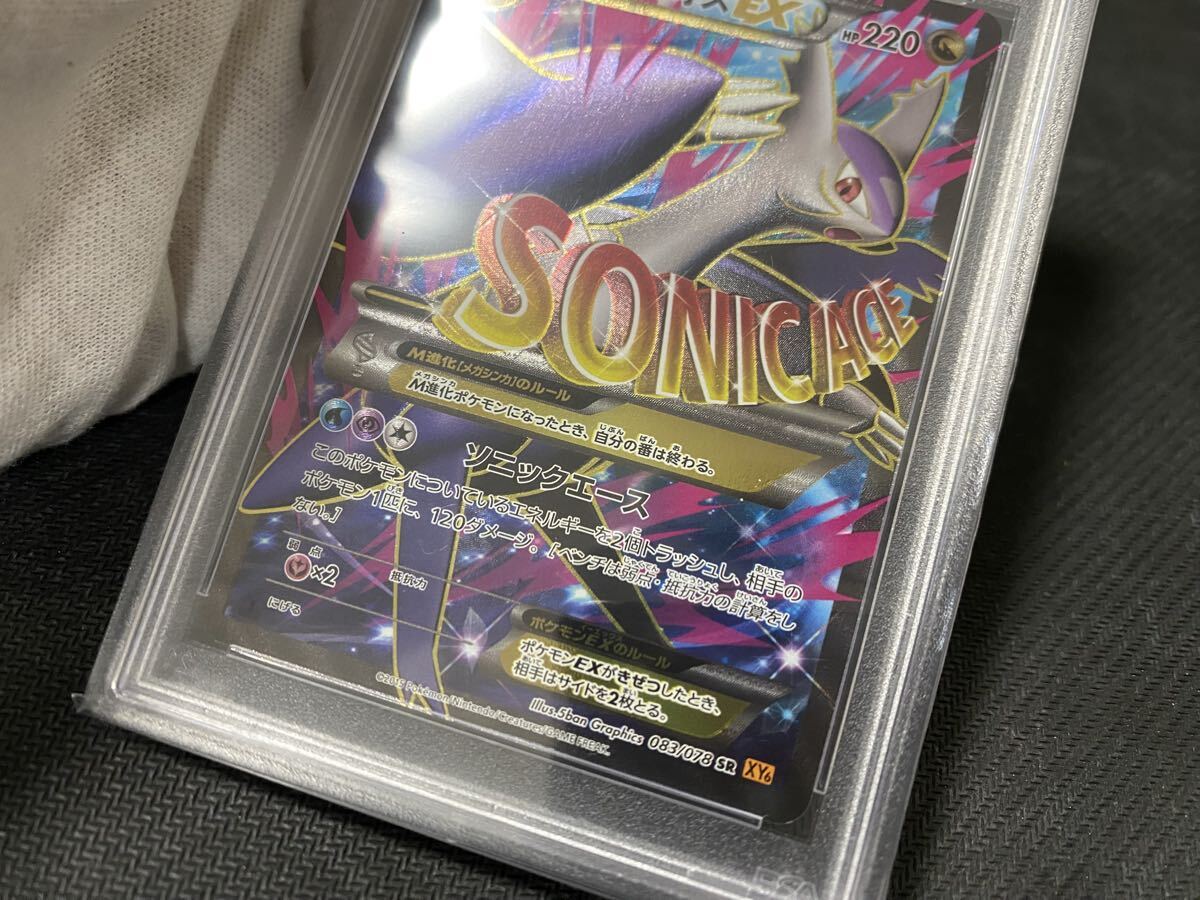 スEX
HP220
SONIC ACE
M進化[メガシンカ]のルール
M進化ポケモンになったとき、自分の番は終わる。
ソニックエース
このポケモンについているエネルギーを2個トラッシュし、相手の
ポケモン1匹に、120ダメージ。[ベンチは弱点・抵抗力の計算をし
ない。]
弱点
×2
抵抗力
にげる
ポケモンEXのルール
ポケモンEXがきぜつしたとき、
相手はサイドを2枚とる。
Illus.5ban Graphics 083/078 SR XY6
©2015 Pokémon/Nintendo/Creatures/GAME FREAK.